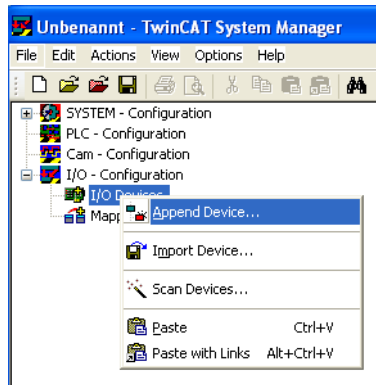 Unbenannt - TwinCAT System Manager
File Edit Actions View Options Help
SYSTEM - Configuration
PLC - Configuration
Cam - Configuration
I/O - Configuration
I/O Devices
Append Device...
Mapp
Import Device...
Scan Devices...
Paste Ctrl+V
Paste with Links Alt+Ctrl+V